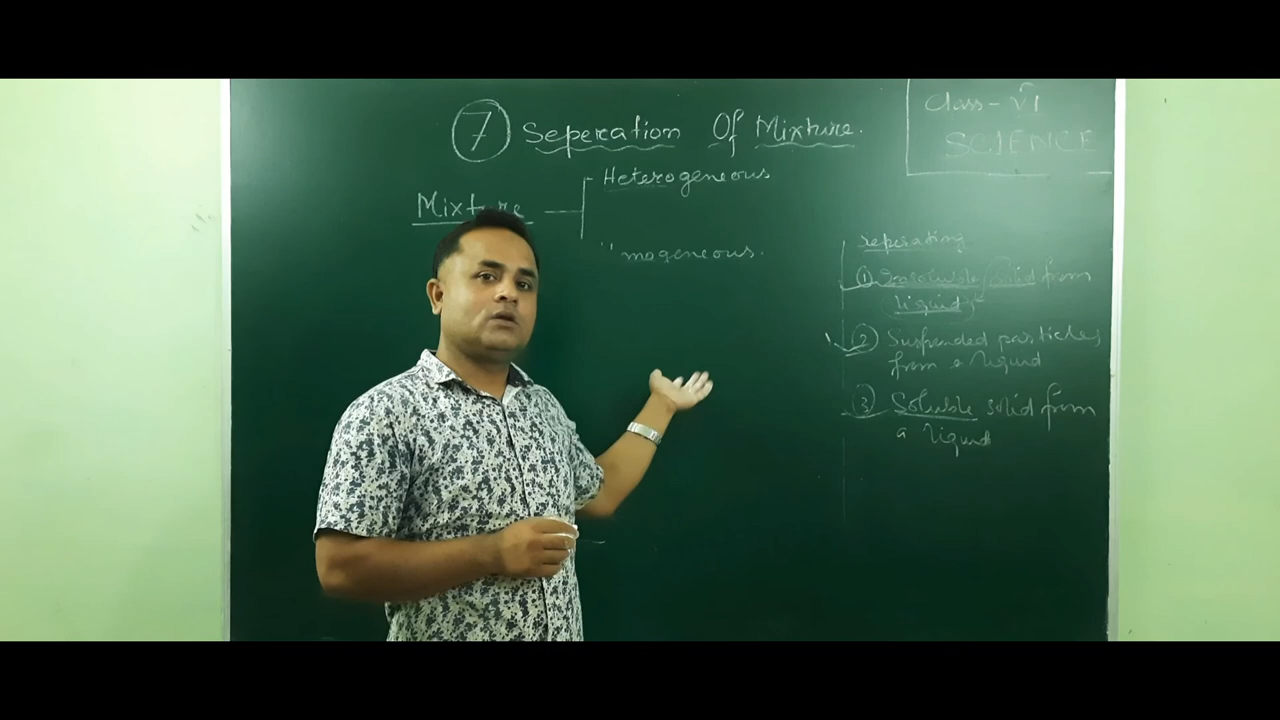 7 Seperation Of Mixture.
Class - VI
SCIENCE
Mixture
Heterogeneous
mogeneous.
Seperating
1 Insoluble solid from
liquid
2 Suspended particles
from a liquid
3 Soluble solid from
a liquid